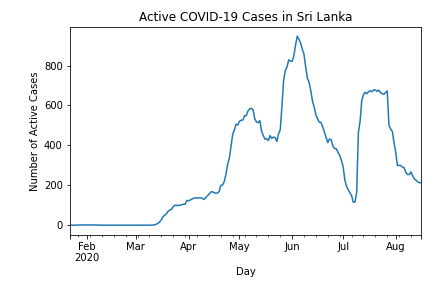 Active COVID-19 Cases in Sri Lanka
Number of Active Cases
800
600
400
200
0
Feb Mar Apr May Jun Jul Aug
2020
Day